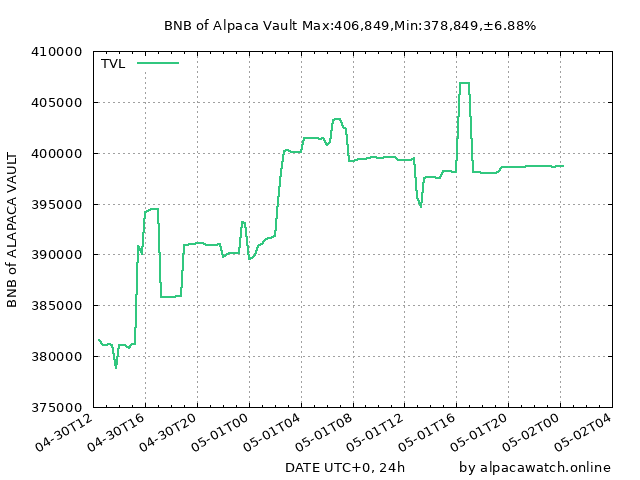 BNB of Alpaca Vault Max:406,849,Min:378,849,±6.88%
TVL
BNB of ALAPACA VAULT
410000
405000
400000
395000
390000
385000
380000
375000
04-30T12
04-30T16
04-30T20
05-01T00
05-01T04
05-01T08
05-01T12
05-01T16
05-01T20
05-02T00
05-02T04
DATE UTC+0, 24h
by alpacawatch.online